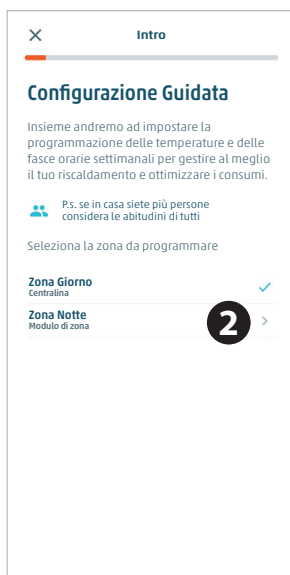 Intro
Configurazione Guidata
Insieme andremo ad impostare la
programmazione delle temperature e delle
fasce orarie settimanali per gestire al meglio
il tuo riscaldamento e ottimizzare i consumi.
P.s. se in casa siete più persone
considera le abitudini di tutti
Seleziona la zona da programmare
Zona Giorno
Centralina
Zona Notte
Modulo di zona
2